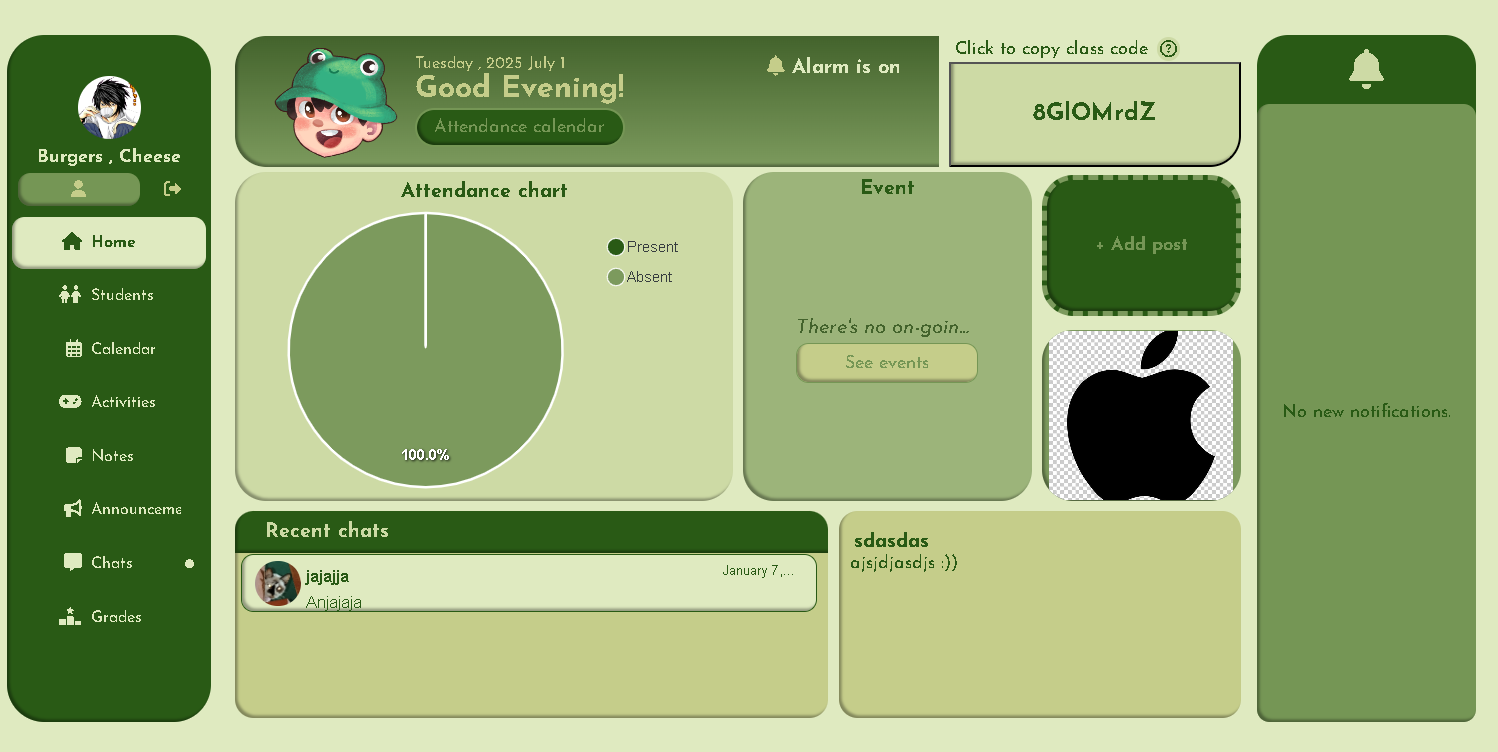 Burgers , Cheese
Home
Students
Calendar
Activities
Notes
Announceme
Chats
Grades
Tuesday , 2025 July 1
Good Evening!
Attendance calendar
Alarm is on
Click to copy class code ?
8GlOMrdZ
Attendance chart
Present
Absent
100.0%
Event
There's no on-goin...
See events
+ Add post
Recent chats
jajajja
January 7,...
Anjajaja
sdasdas
ajsjdjasdjs :))
No new notifications.